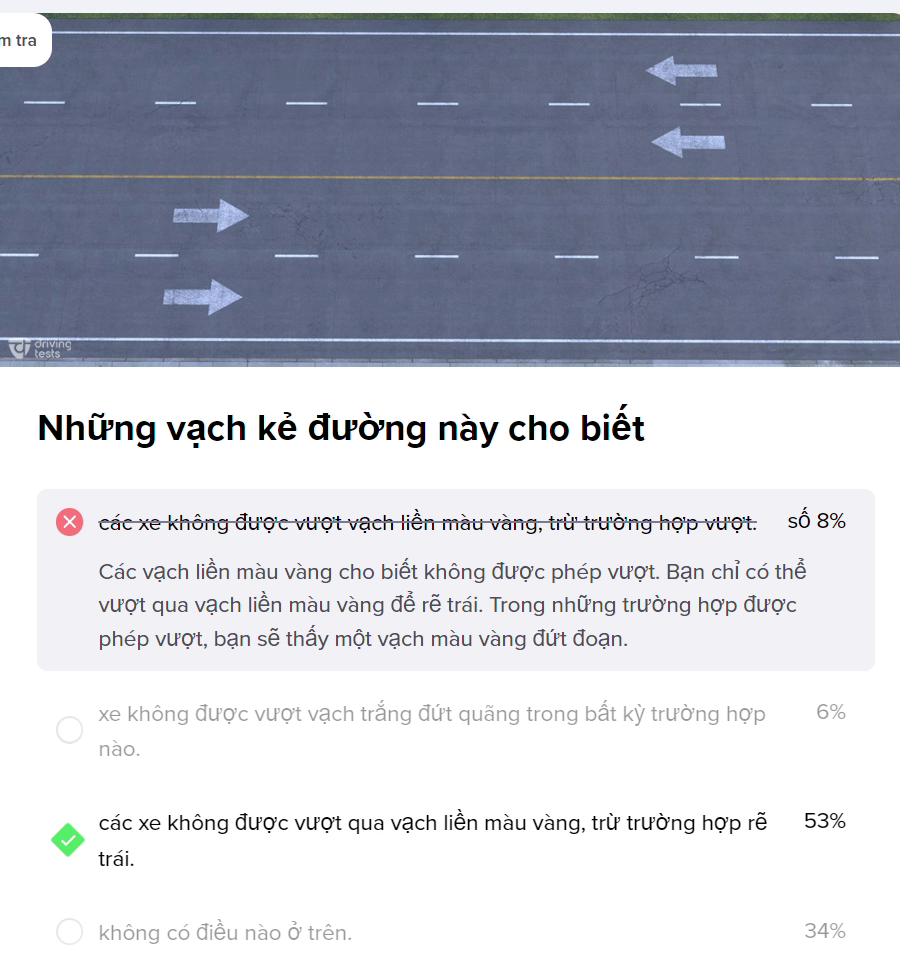 m tra
driving
tests
Những vạch kẻ đường này cho biết
các xe không được vượt vạch liền màu vàng, trừ trường hợp vượt.
số 8%
Các vạch liền màu vàng cho biết không được phép vượt. Bạn chỉ có thể
vượt qua vạch liền màu vàng để rẽ trái. Trong những trường hợp được
phép vượt, bạn sẽ thấy một vạch màu vàng đứt đoạn.
xe không được vượt vạch trắng đứt quãng trong bất kỳ trường hợp
6%
nào.
các xe không được vượt qua vạch liền màu vàng, trừ trường hợp rẽ
53%
trái.
không có điều nào ở trên.
34%